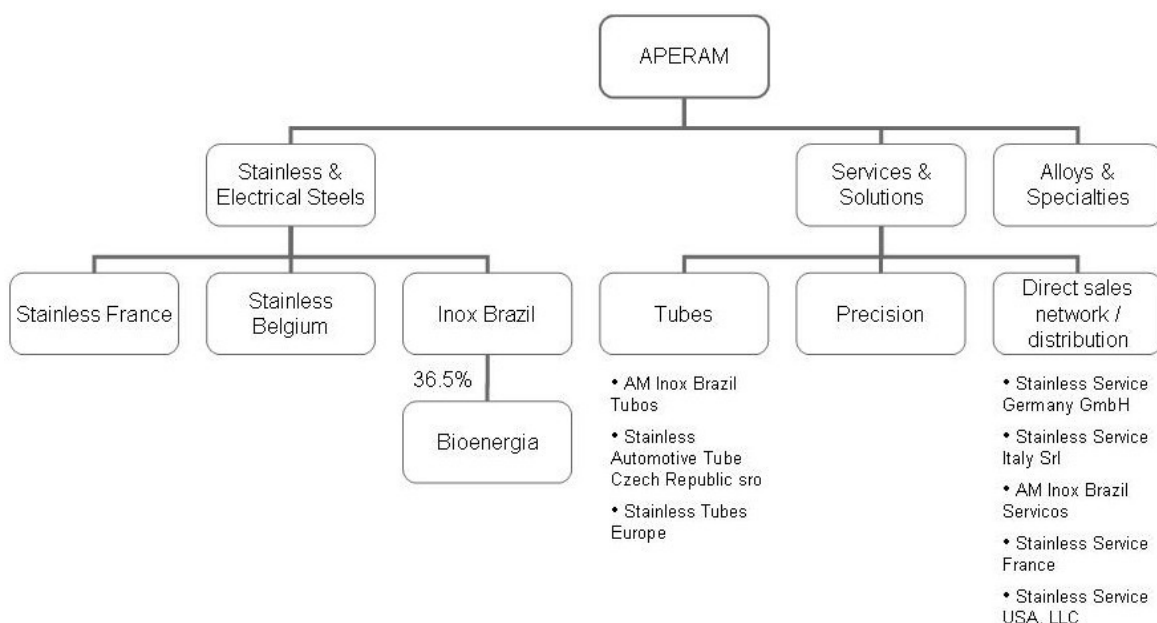 APERAM
Stainless &
Electrical Steels
Services &
Solutions
Alloys &
Specialties
Stainless France
Stainless
Belgium
Inox Brazil
Tubes
Precision
Direct sales
network /
distribution
36.5%
Bioenergia
• AM Inox Brazil
Tubos
• Stainless
Automotive Tube
Czech Republic sro
• Stainless Tubes
Europe
• Stainless Service
Germany GmbH
• Stainless Service
Italy Srl
• AM Inox Brazil
Servicos
• Stainless Service
France
• Stainless Service
USA, LLC